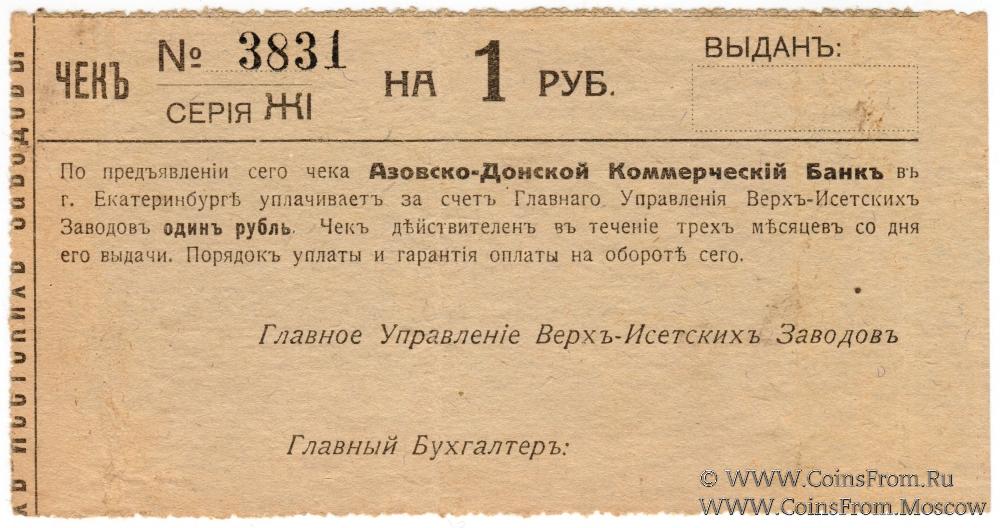 ЧЕКЪ № 3831 НА 1 РУБ. ВЫДАНЪ:
СЕРІЯ ЖІ
По предъявленіи сего чека Азовско-Донской Коммерческій Банкъ въ
г. Екатеринбургѣ уплачиваетъ за счетъ Главнаго Управленія Верхъ-Исетскихъ
Заводовъ одинъ рубль. Чекъ дѣйствителенъ въ теченіе трехъ мѣсяцевъ со дня
его выдачи. Порядокъ уплаты и гарантія оплаты на оборотѣ сего.
Главное Управленіе Верхъ-Исетскихъ Заводовъ
Главный Бухгалтеръ:
© WWW.CoinsFrom.Ru
WWW.CoinsFrom.Moscow